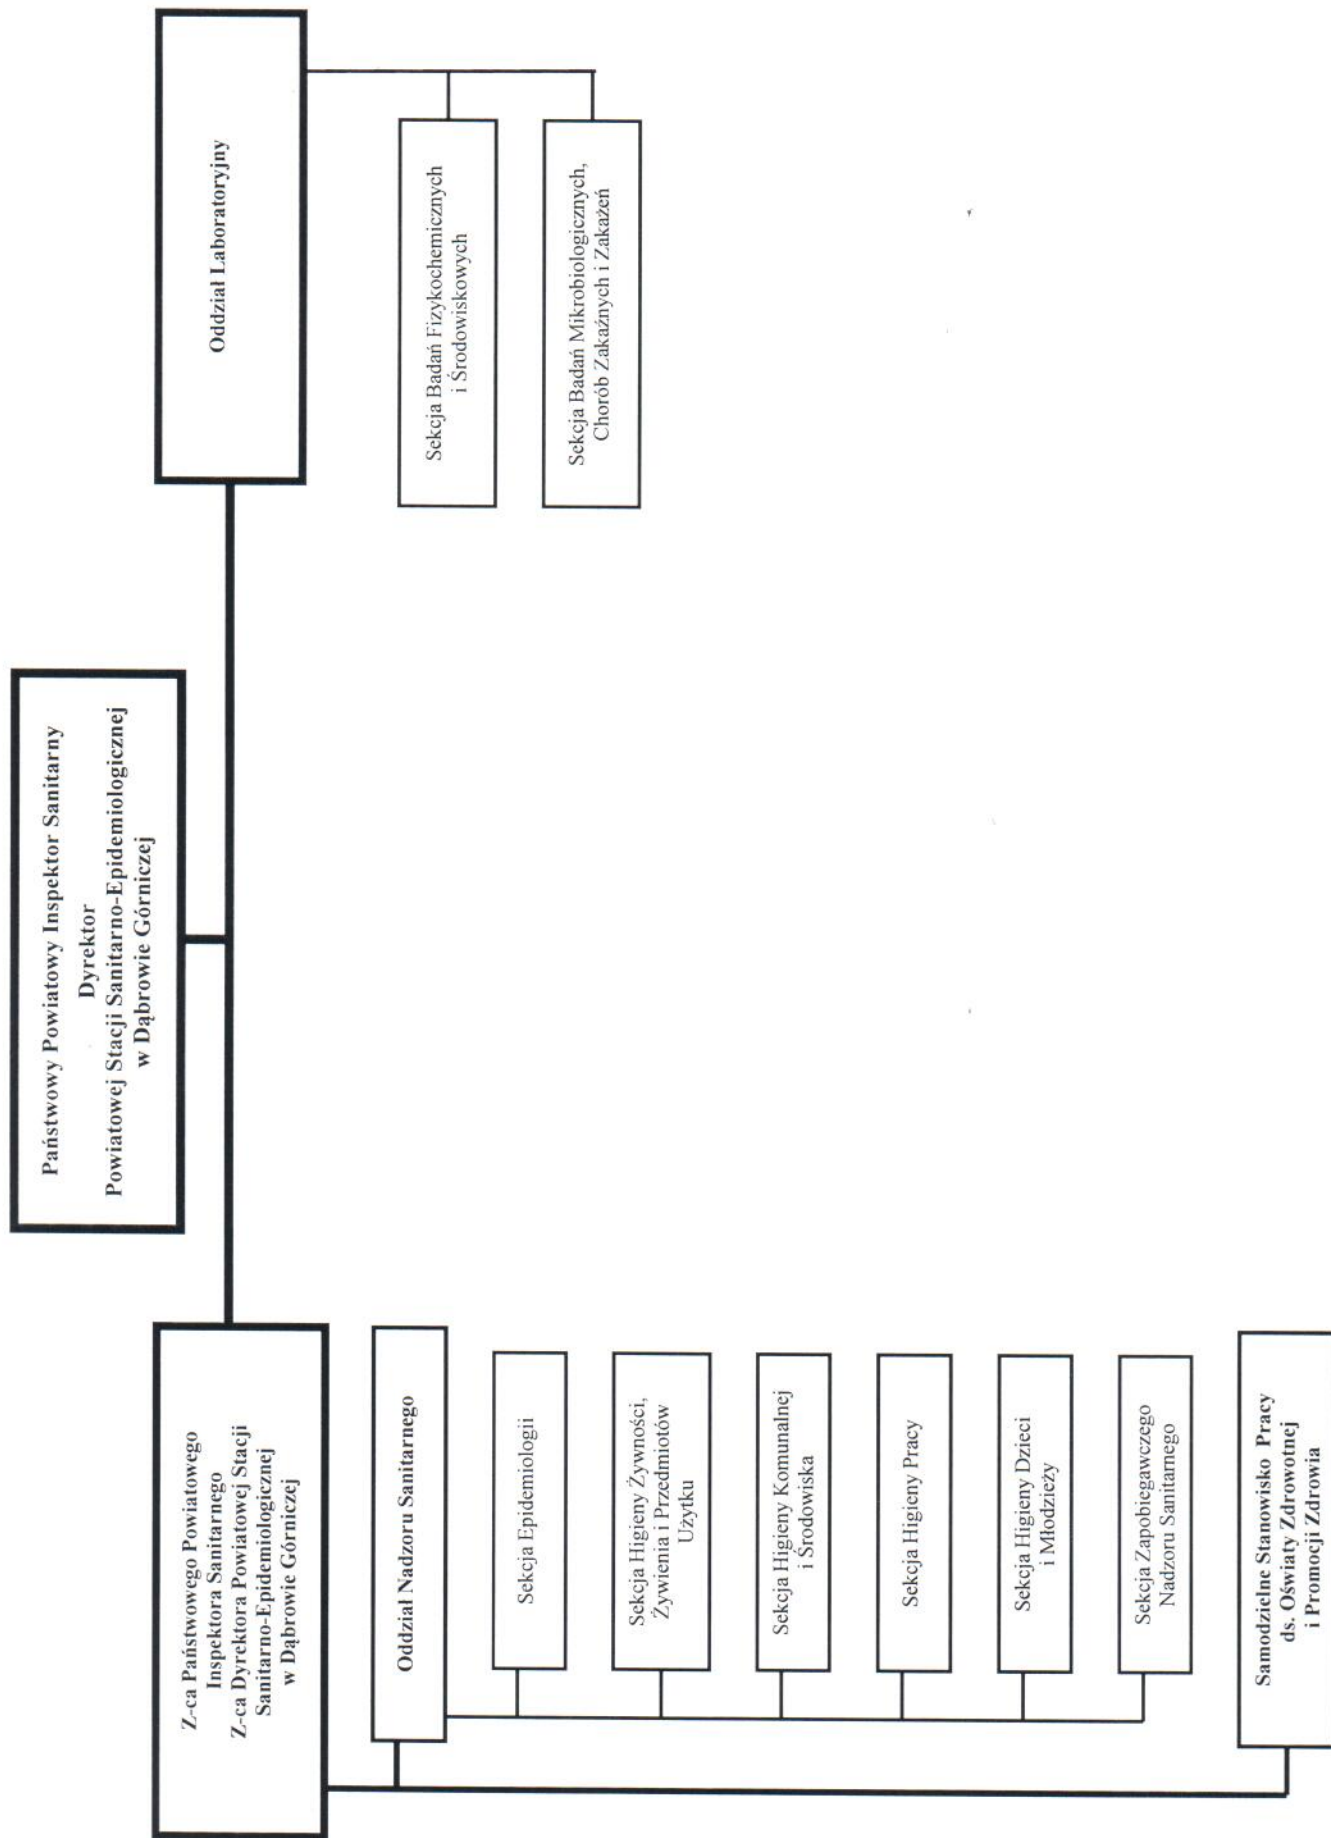 Państwowy Powiatowy Inspektor Sanitarny
Dyrektor
Powiatowej Stacji Sanitarno-Epidemiologicznej
w Dąbrowie Górniczej
Z-ca Państwowego Powiatowego
Inspektora Sanitarnego
Z-ca Dyrektora Powiatowej Stacji
Sanitarno-Epidemiologicznej
w Dąbrowie Górniczej
Oddział Nadzoru Sanitarnego
Sekcja Epidemiologii
Sekcja Higieny Żywności,
Żywienia i Przedmiotów
Użytku
Sekcja Higieny Komunalnej
i Środowiska
Sekcja Higieny Pracy
Sekcja Higieny Dzieci
i Młodzieży
Sekcja Zapobiegawczego
Nadzoru Sanitarnego
Samodzielne Stanowisko Pracy
ds. Oświaty Zdrowotnej
i Promocji Zdrowia
Oddział Laboratoryjny
Sekcja Badań Fizykochemicznych
i Środowiskowych
Sekcja Badań Mikrobiologicznych,
Chorób Zakaźnych i Zakażeń